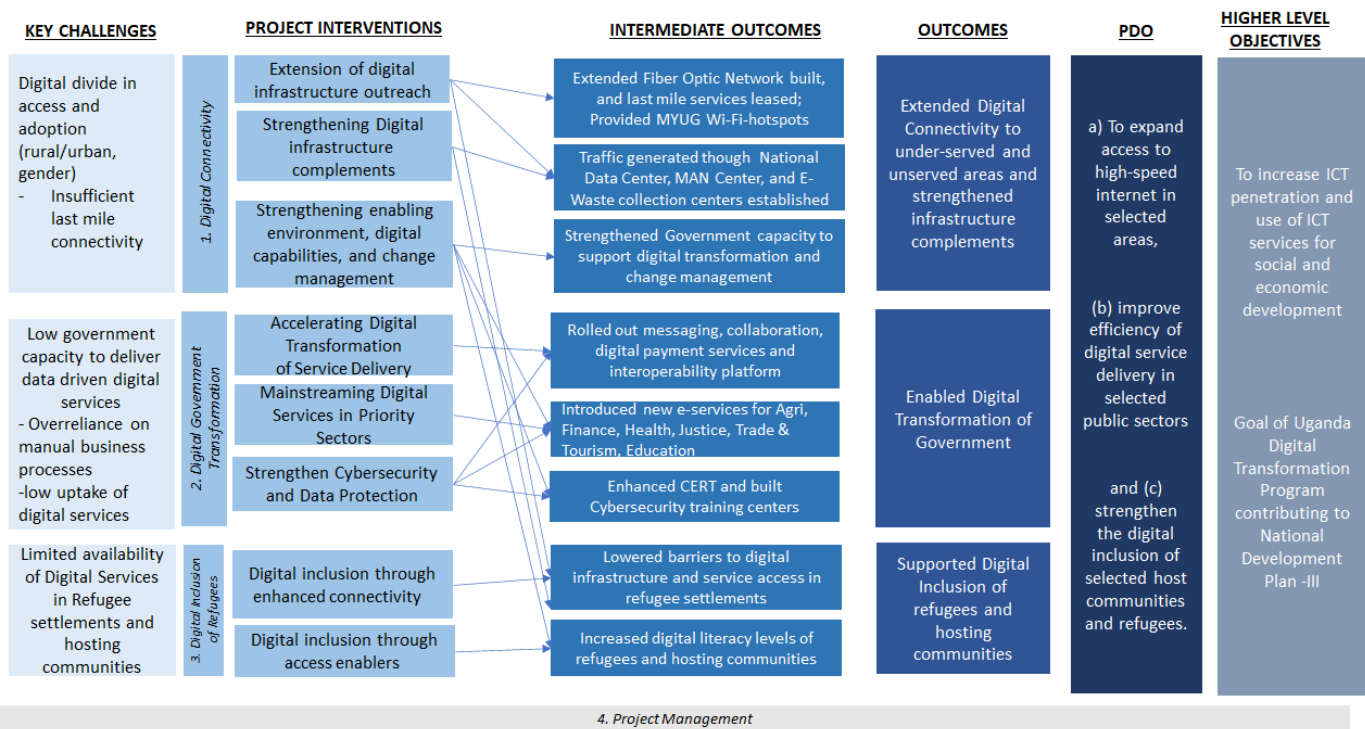 KEY CHALLENGES
PROJECT INTERVENTIONS
INTERMEDIATE OUTCOMES
OUTCOMES
PDO
HIGHER LEVEL
OBJECTIVES
Digital divide in
access and
adoption
(rural/urban,
gender)
- Insufficient
last mile
connectivity
1. Digital Connectivity
Extension of digital
infrastructure outreach
Strengthening Digital
infrastructure
complements
Strengthening enabling
environment, digital
capabilities, and change
management
Extended Fiber Optic Network built,
and last mile services leased;
Provided MYUG Wi-Fi-hotspots
Traffic generated though National
Data Center, MAN Center, and E-
Waste collection centers established
Strengthened Government capacity to
support digital transformation and
change management
Extended Digital
Connectivity to
under-served and
unserved areas and
strengthened
infrastructure
complements
Low government
capacity to deliver
data driven digital
services
- Overreliance on
manual business
processes
-low uptake of
digital services
2. Digital Government
Transformation
Accelerating Digital
Transformation
of Service Delivery
Mainstreaming Digital
Services in Priority
Sectors
Strengthen Cybersecurity
and Data Protection
Rolled out messaging, collaboration,
digital payment services and
interoperability platform
Introduced new e-services for Agri,
Finance, Health, Justice, Trade &
Tourism, Education
Enhanced CERT and built
Cybersecurity training centers
Enabled Digital
Transformation of
Government
Limited availability
of Digital Services
in Refugee
settlements and
hosting
communities
3. Digital Inclusion
of Refugees
Digital inclusion through
enhanced connectivity
Digital inclusion through
access enablers
Lowered barriers to digital
infrastructure and service access in
refugee settlements
Increased digital literacy levels of
refugees and hosting communities
Supported Digital
Inclusion of
refugees and
hosting
communities
a) To expand
access to
high-speed
internet in
selected
areas,
(b) improve
efficiency of
digital service
delivery in
selected
public sectors
and (c)
strengthen
the digital
inclusion of
selected host
communities
and refugees.
To increase ICT
penetration and
use of ICT
services for
social and
economic
development
Goal of Uganda
Digital
Transformation
Program
contributing to
National
Development
Plan -III
4. Project Management